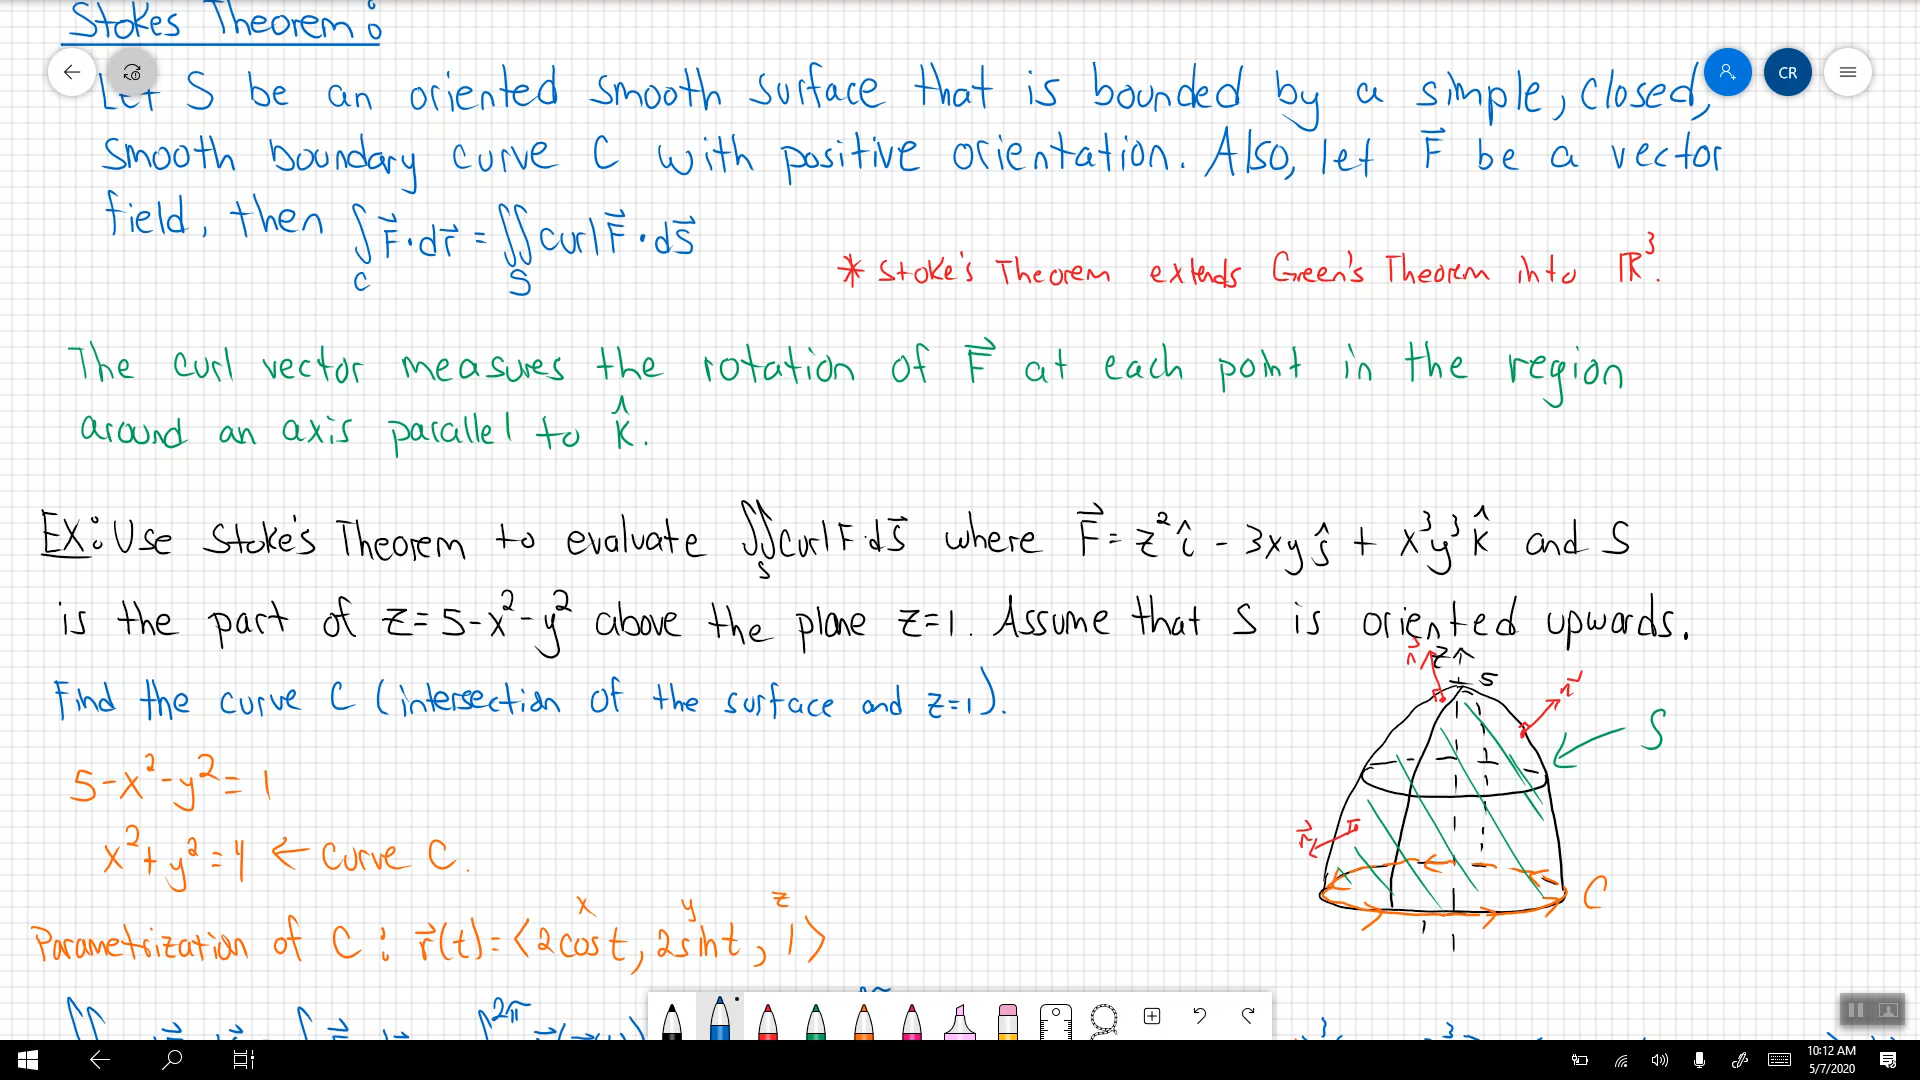 Stokes Theorem:
Let S be an oriented smooth surface that is bounded by a simple, closed,
CR
smooth boundary curve C with positive orientation. Also, let F⃗ be a vector
field, then ∫_C F⃗·dr⃗ = ∬_S curl F⃗ · dS⃗
* Stoke's Theorem extends Green's Theorem into ℝ³.
The curl vector measures the rotation of F⃗ at each point in the region
around an axis parallel to k̂.
EX: Use Stoke's Theorem to evaluate ∬_S curl F·dS⃗ where F⃗ = z²î - 3xyĵ + x³y³k̂ and S
is the part of z=5-x²-y² above the plane z=1. Assume that S is oriented upwards.
Find the curve C (intersection of the surface and z=1).
n⃗ z 5 n⃗
S
5-x²-y²=1
n⃗
x²+y²=4 ← curve C.
C
x y z
Parametrization of C: r⃗(t)=⟨2cost, 2sint, 1⟩
2π
10:12 AM
5/7/2020